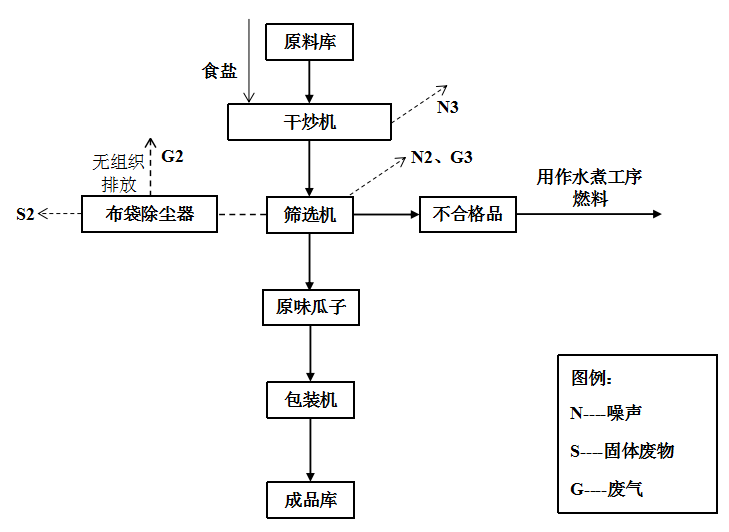 原料库
食盐
干炒机
N3
N2、G3
无组织
排放
G2
用作水煮工序
燃料
S2
布袋除尘器
筛选机
不合格品
原味瓜子
包装机
成品库
图例:
N----噪声
S----固体废物
G----废气